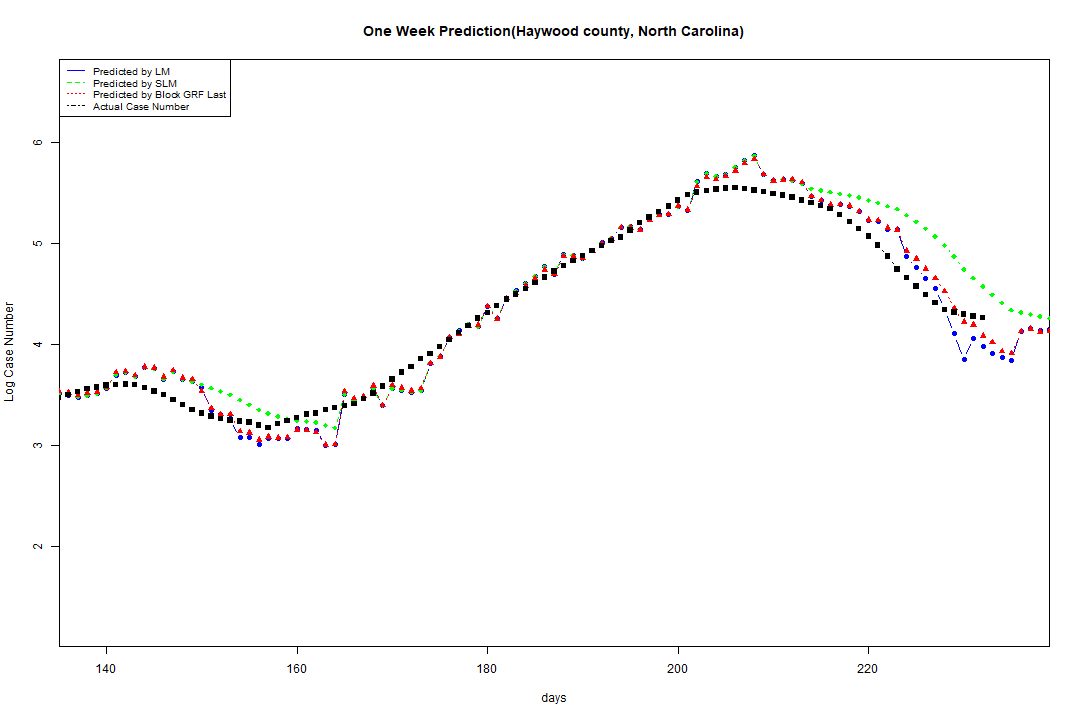 One Week Prediction(Haywood county, North Carolina)
Predicted by LM
Predicted by SLM
Predicted by Block GRF Last
Actual Case Number
6
5
4
3
2
Log Case Number
140 160 180 200 220
days